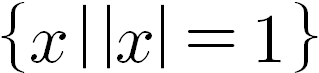 {x | |x| = 1}